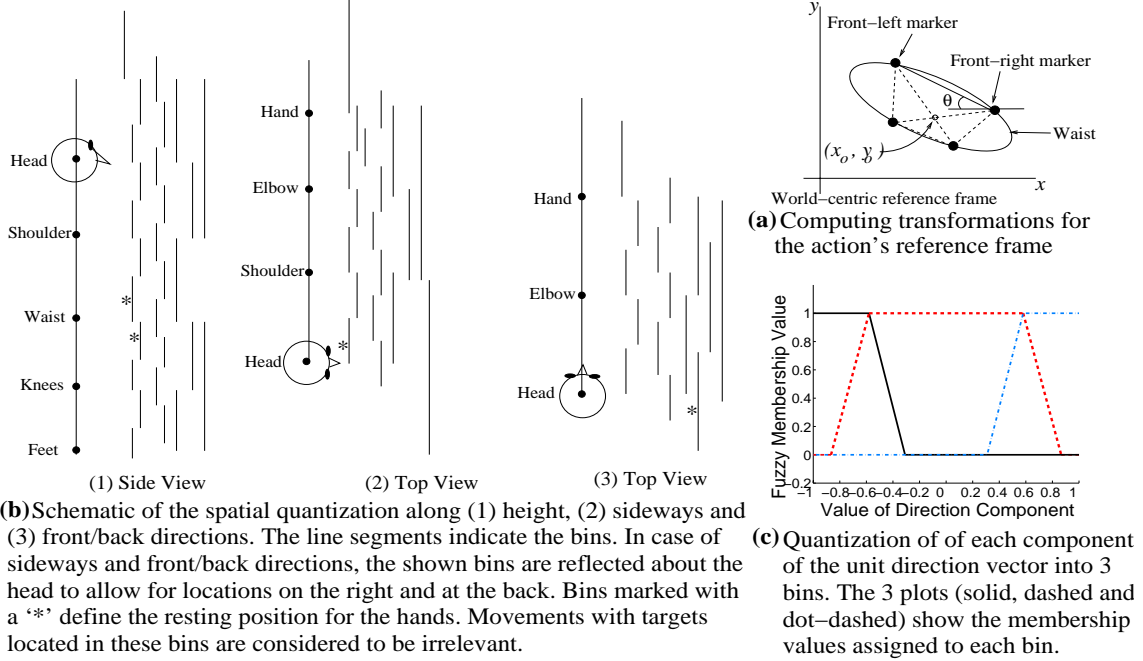 Head
Shoulder
Waist
Knees
Feet
*
*
(1) Side View
Hand
Elbow
Shoulder
Head
*
(2) Top View
Hand
Elbow
Head
*
(3) Top View
(b) Schematic of the spatial quantization along (1) height, (2) sideways and
(3) front/back directions. The line segments indicate the bins. In case of
sideways and front/back directions, the shown bins are reflected about the
head to allow for locations on the right and at the back. Bins marked with
a ‘*’ define the resting position for the hands. Movements with targets
located in these bins are considered to be irrelevant.
y
Front−left marker
Front−right marker
θ
Waist
(x_o, y_o)
x
World−centric reference frame
(a) Computing transformations for
the action’s reference frame
Fuzzy Membership Value
1
0.8
0.6
0.4
0.2
0
−0.2
−1 −0.8 −0.6 −0.4 −0.2 0 0.2 0.4 0.6 0.8 1
Value of Direction Component
(c) Quantization of of each component
of the unit direction vector into 3
bins. The 3 plots (solid, dashed and
dot−dashed) show the membership
values assigned to each bin.